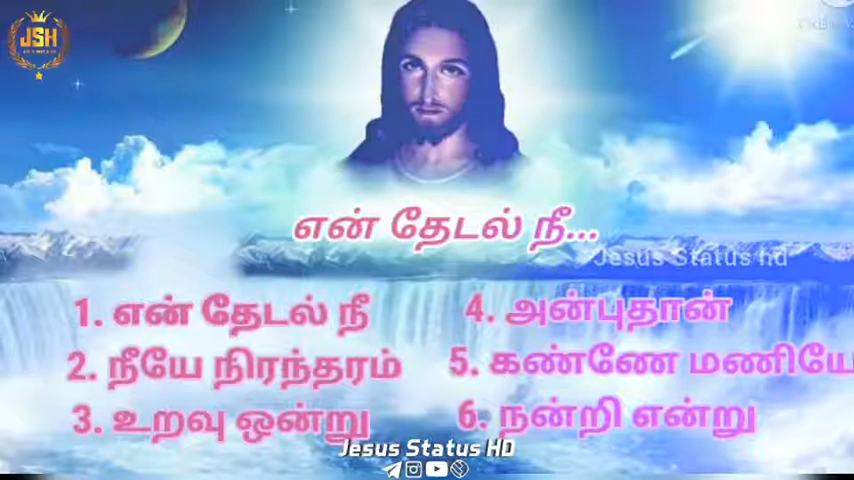 JSH
என் தேடல் நீ...
Jesus Status hd
1. என் தேடல் நீ
2. நீயே நிரந்தரம்
3. உறவு ஒன்று
4. அன்புதான்
5. கண்ணே மணியே
6. நன்றி என்று
Jesus Status HD